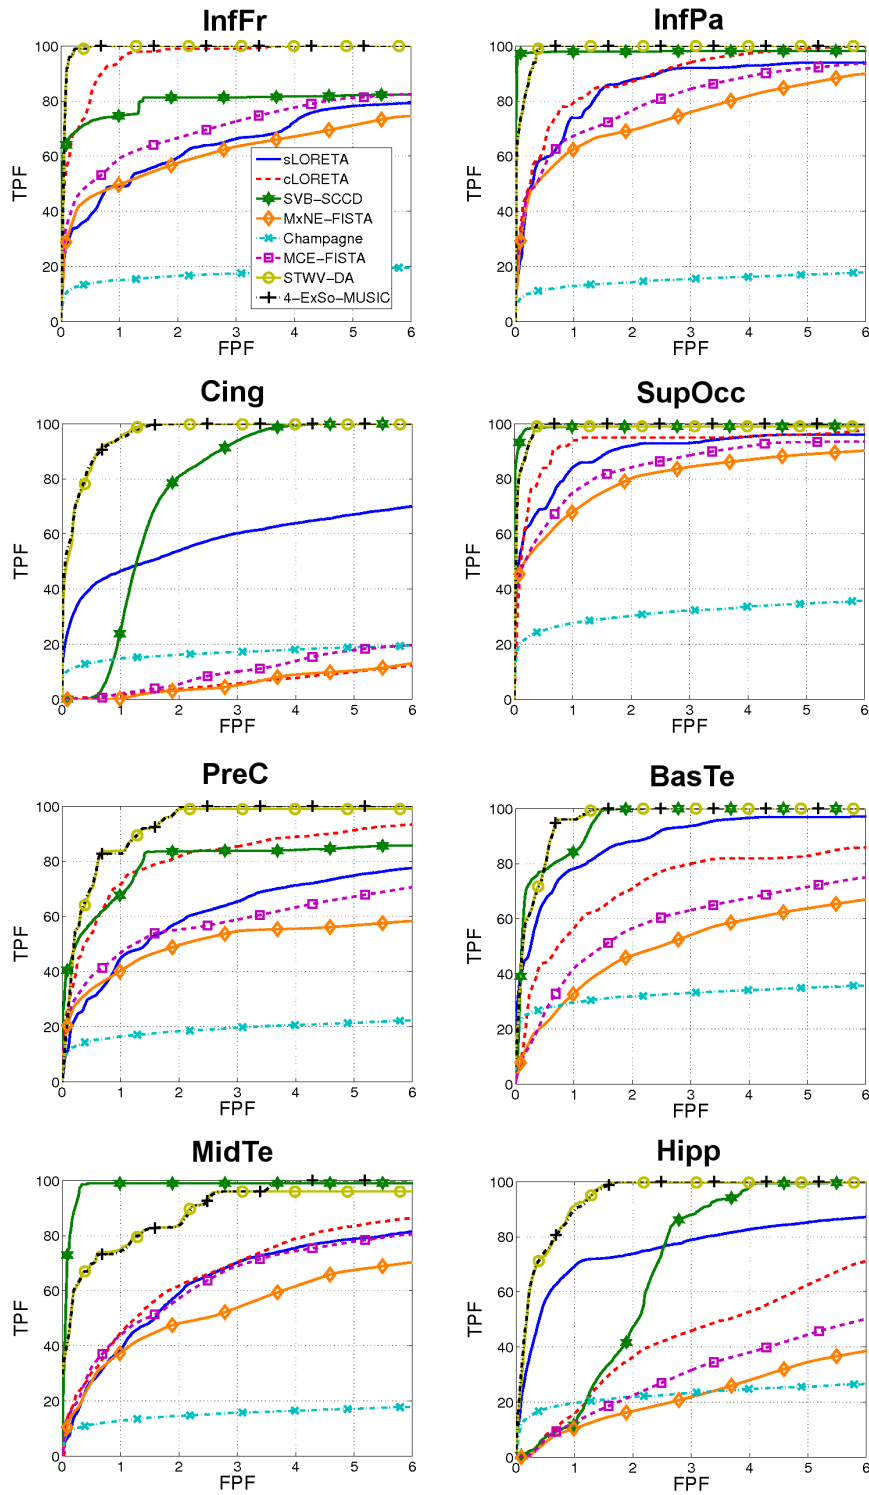 InfFr
InfPa
100
80
60
40
20
0
TPF
0 1 2 3 4 5 6
FPF
sLORETA
cLORETA
SVB-SCCD
MxNE-FISTA
Champagne
MCE-FISTA
STWV-DA
4-ExSo-MUSIC
100
80
60
40
20
0
TPF
0 1 2 3 4 5 6
FPF
Cing
SupOcc
100
80
60
40
20
0
TPF
0 1 2 3 4 5 6
FPF
100
80
60
40
20
0
TPF
0 1 2 3 4 5 6
FPF
PreC
BasTe
100
80
60
40
20
0
TPF
0 1 2 3 4 5 6
FPF
100
80
60
40
20
0
TPF
0 1 2 3 4 5 6
FPF
MidTe
Hipp
100
80
60
40
20
0
TPF
0 1 2 3 4 5 6
FPF
100
80
60
40
20
0
TPF
0 1 2 3 4 5 6
FPF